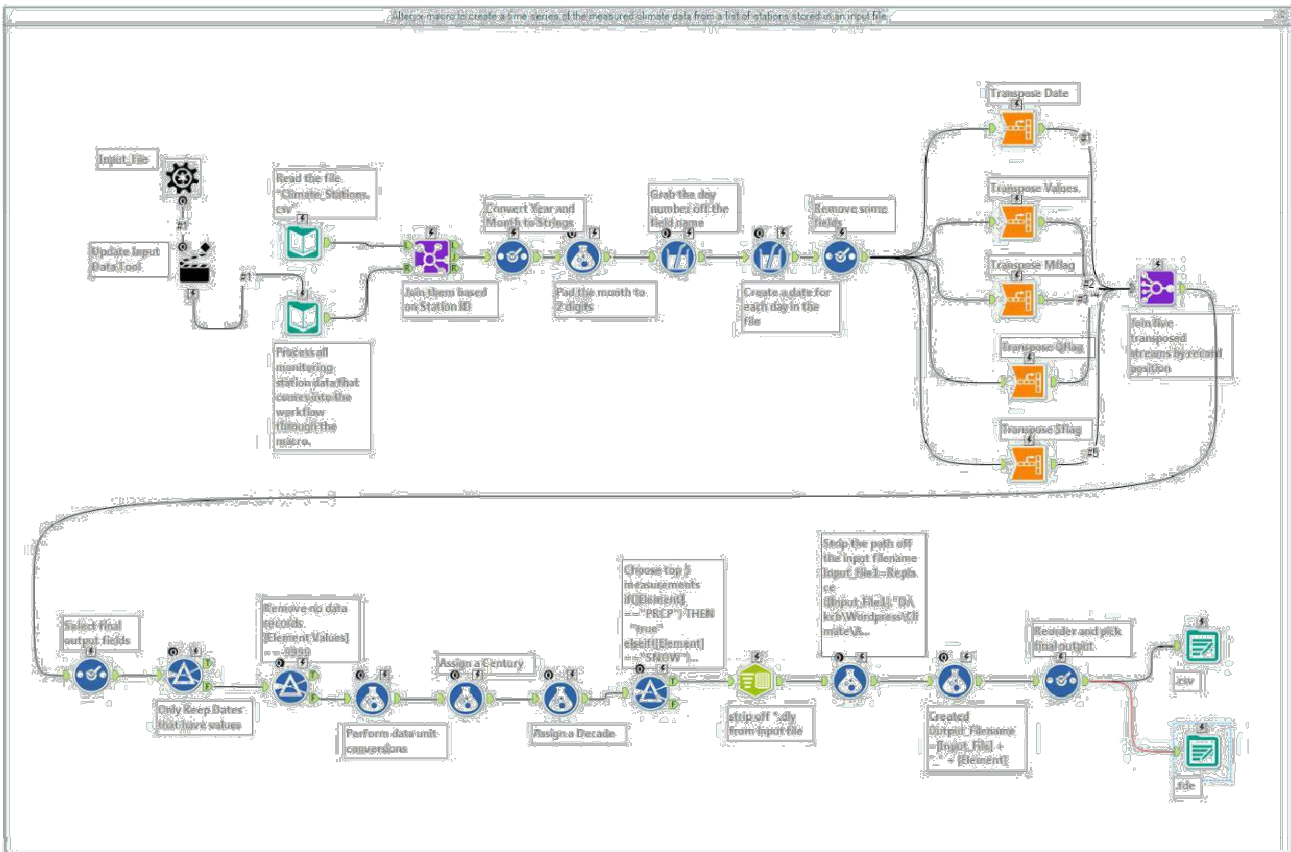 Alteryx macro to create a time series of the measured climate data from a list of stations stored in an input file
Input_File
#1
Update Input
Data Tool
#1
Read the file
"Climate_Stations.
csv"
Process all
monitoring
station data that
comes into the
workflow
through the
macro.
Join them based
on Station ID
Convert Year and
Month to Strings
Pad the month to
2 digits
Grab the day
number off the
field name
Create a date for
each day in the
file
Remove some
fields
Transpose Date
Transpose Values
Transpose Mflag
Transpose Qflag
Transpose Sflag
#1
#2
#3
#5
Join five
transposed
streams by record
position
Select final
output fields
Only Keep Dates
that have values
Remove no data
records
[Element Values]
== -9999
Perform data unit
conversions
Assign a Century
Assign a Decade
Choose top 5
measurements
if([Element]
== "PRCP") THEN
"true"
elseif([Element]
== "SNOW")...
strip off ".dly
from input file
Strip the path off
the input filename
Input_File1=Repla
ce
([Input_File1],
Created
Output_Filename
=[Input_File] +
"_" + [Element]
Reorder and pick
final output
.csv
.tde